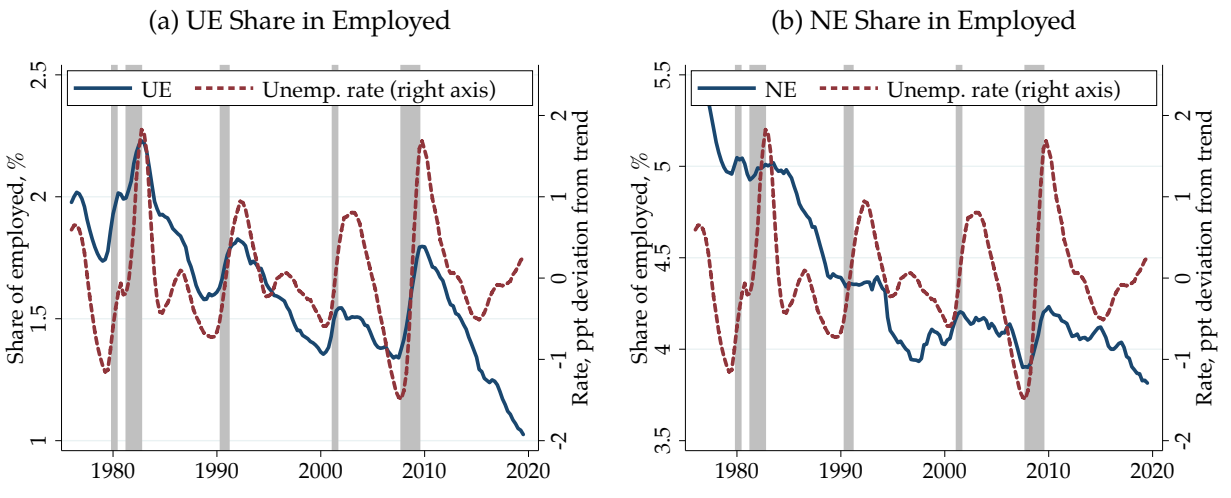 (a) UE Share in Employed
UE
Unemp. rate (right axis)
Share of employed, %
2.5
2
1.5
1
Rate, ppt deviation from trend
2
1
0
-1
-2
1980
1990
2000
2010
2020
(b) NE Share in Employed
NE
Unemp. rate (right axis)
Share of employed, %
5.5
5
4.5
4
3.5
Rate, ppt deviation from trend
2
1
0
-1
-2
1980
1990
2000
2010
2020